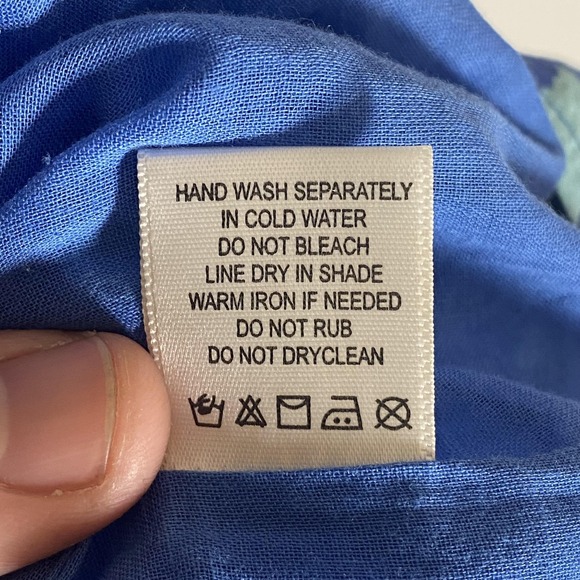 HAND WASH SEPARATELY
IN COLD WATER
DO NOT BLEACH
LINE DRY IN SHADE
WARM IRON IF NEEDED
DO NOT RUB
DO NOT DRYCLEAN